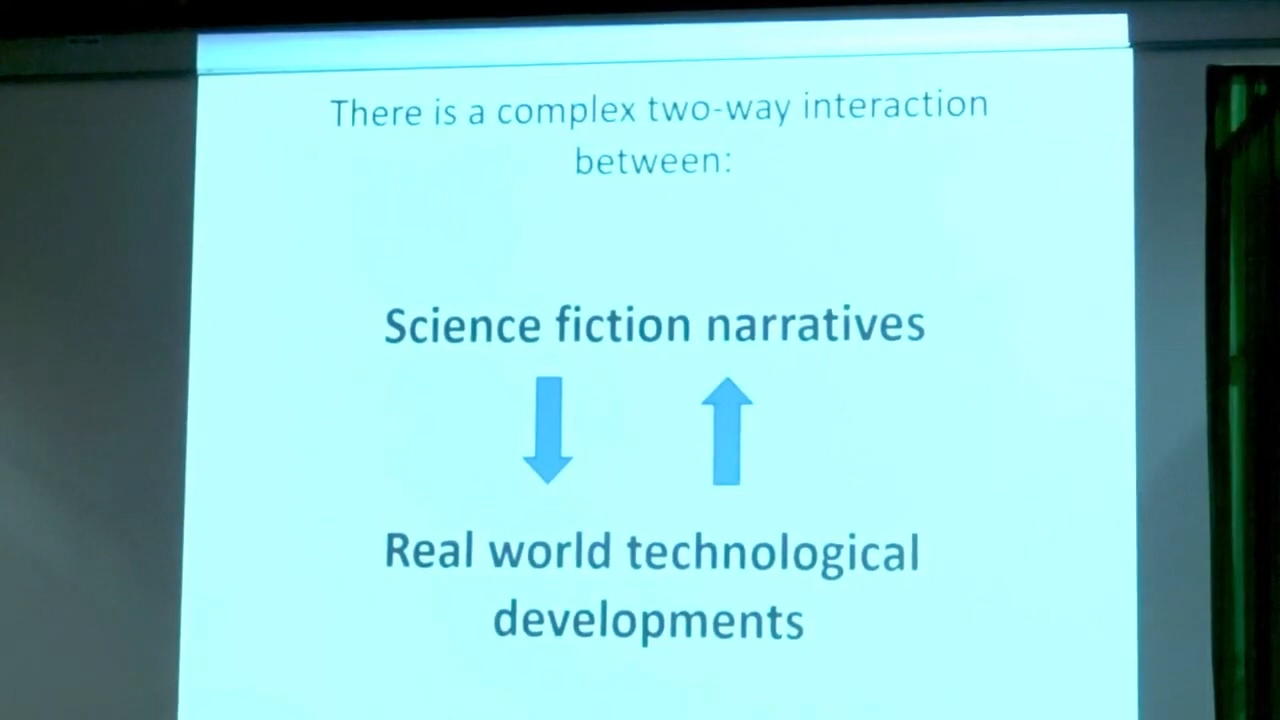 There is a complex two-way interaction
between:
Science fiction narratives
Real world technological
developments